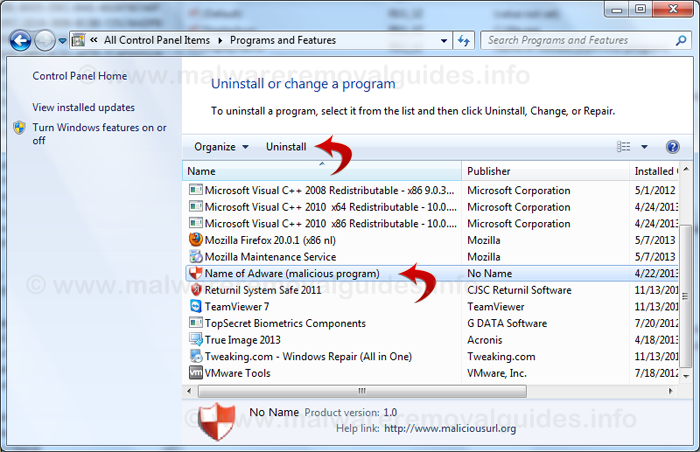 All Control Panel Items ▸ Programs and Features
Search Programs and Features
© www.malwareremovalguides.info
Control Panel Home
View installed updates
Turn Windows features on or
off
Uninstall or change a program
To uninstall a program, select it from the list and then click Uninstall, Change, or Repair.
Organize Uninstall
Name Publisher Installed O
Microsoft Visual C++ 2008 Redistributable - x86 9.0.3... Microsoft Corporation 5/1/2012
Microsoft Visual C++ 2010 x64 Redistributable - 10.0.... Microsoft Corporation 4/24/2013
Microsoft Visual C++ 2010 x86 Redistributable - 10.0.... Microsoft Corporation 4/24/2013
Mozilla Firefox 20.0.1 (x86 nl) Mozilla 5/7/2013
Mozilla Maintenance Service Mozilla 5/7/2013
Name of Adware (malicious program) No Name 4/22/2013
© www.malwareremovalguides.info
Returnil System Safe 2011 CJSC Returnil Software 11/13/201
TeamViewer 7 TeamViewer 11/13/201
TopSecret Biometrics Components G DATA Software 7/20/2012
True Image 2013 Acronis 4/18/2013
Tweaking.com - Windows Repair (All in One) Tweaking.com 11/13/201
VMware Tools VMware, Inc. 7/18/2012
© www.malwareremovalguides.info
No Name Product version: 1.0
Help link: http://www.maliciousurl.org